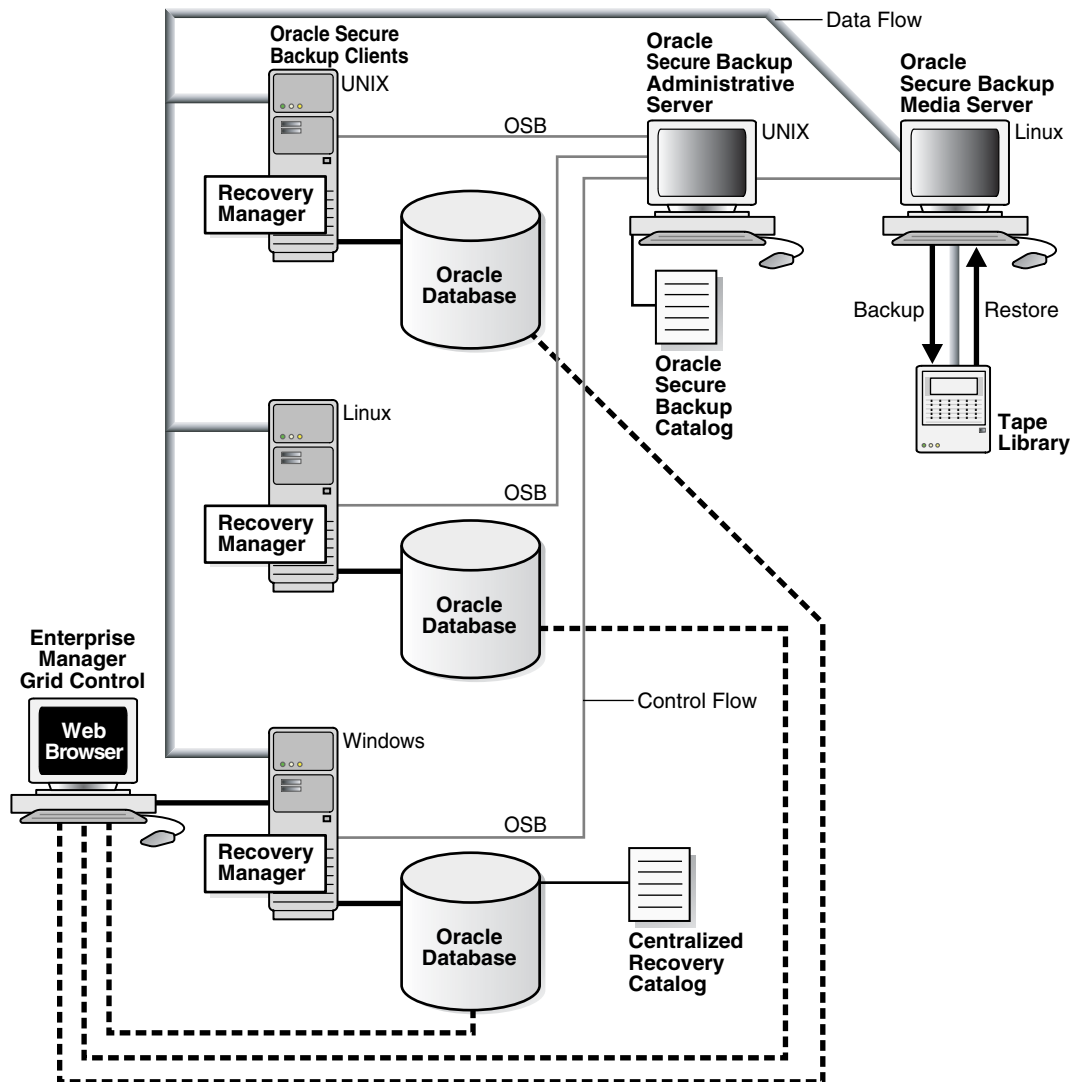 Data Flow
Oracle Secure
Backup Clients
UNIX
Oracle
Secure Backup
Administrative
Server
UNIX
Oracle
Secure Backup
Media Server
Linux
OSB
Recovery
Manager
Oracle
Database
Oracle
Secure
Backup
Catalog
Backup
Restore
Tape
Library
Linux
OSB
Recovery
Manager
Oracle
Database
Enterprise
Manager
Grid Control
Web
Browser
Control Flow
Windows
OSB
Recovery
Manager
Oracle
Database
Centralized
Recovery
Catalog